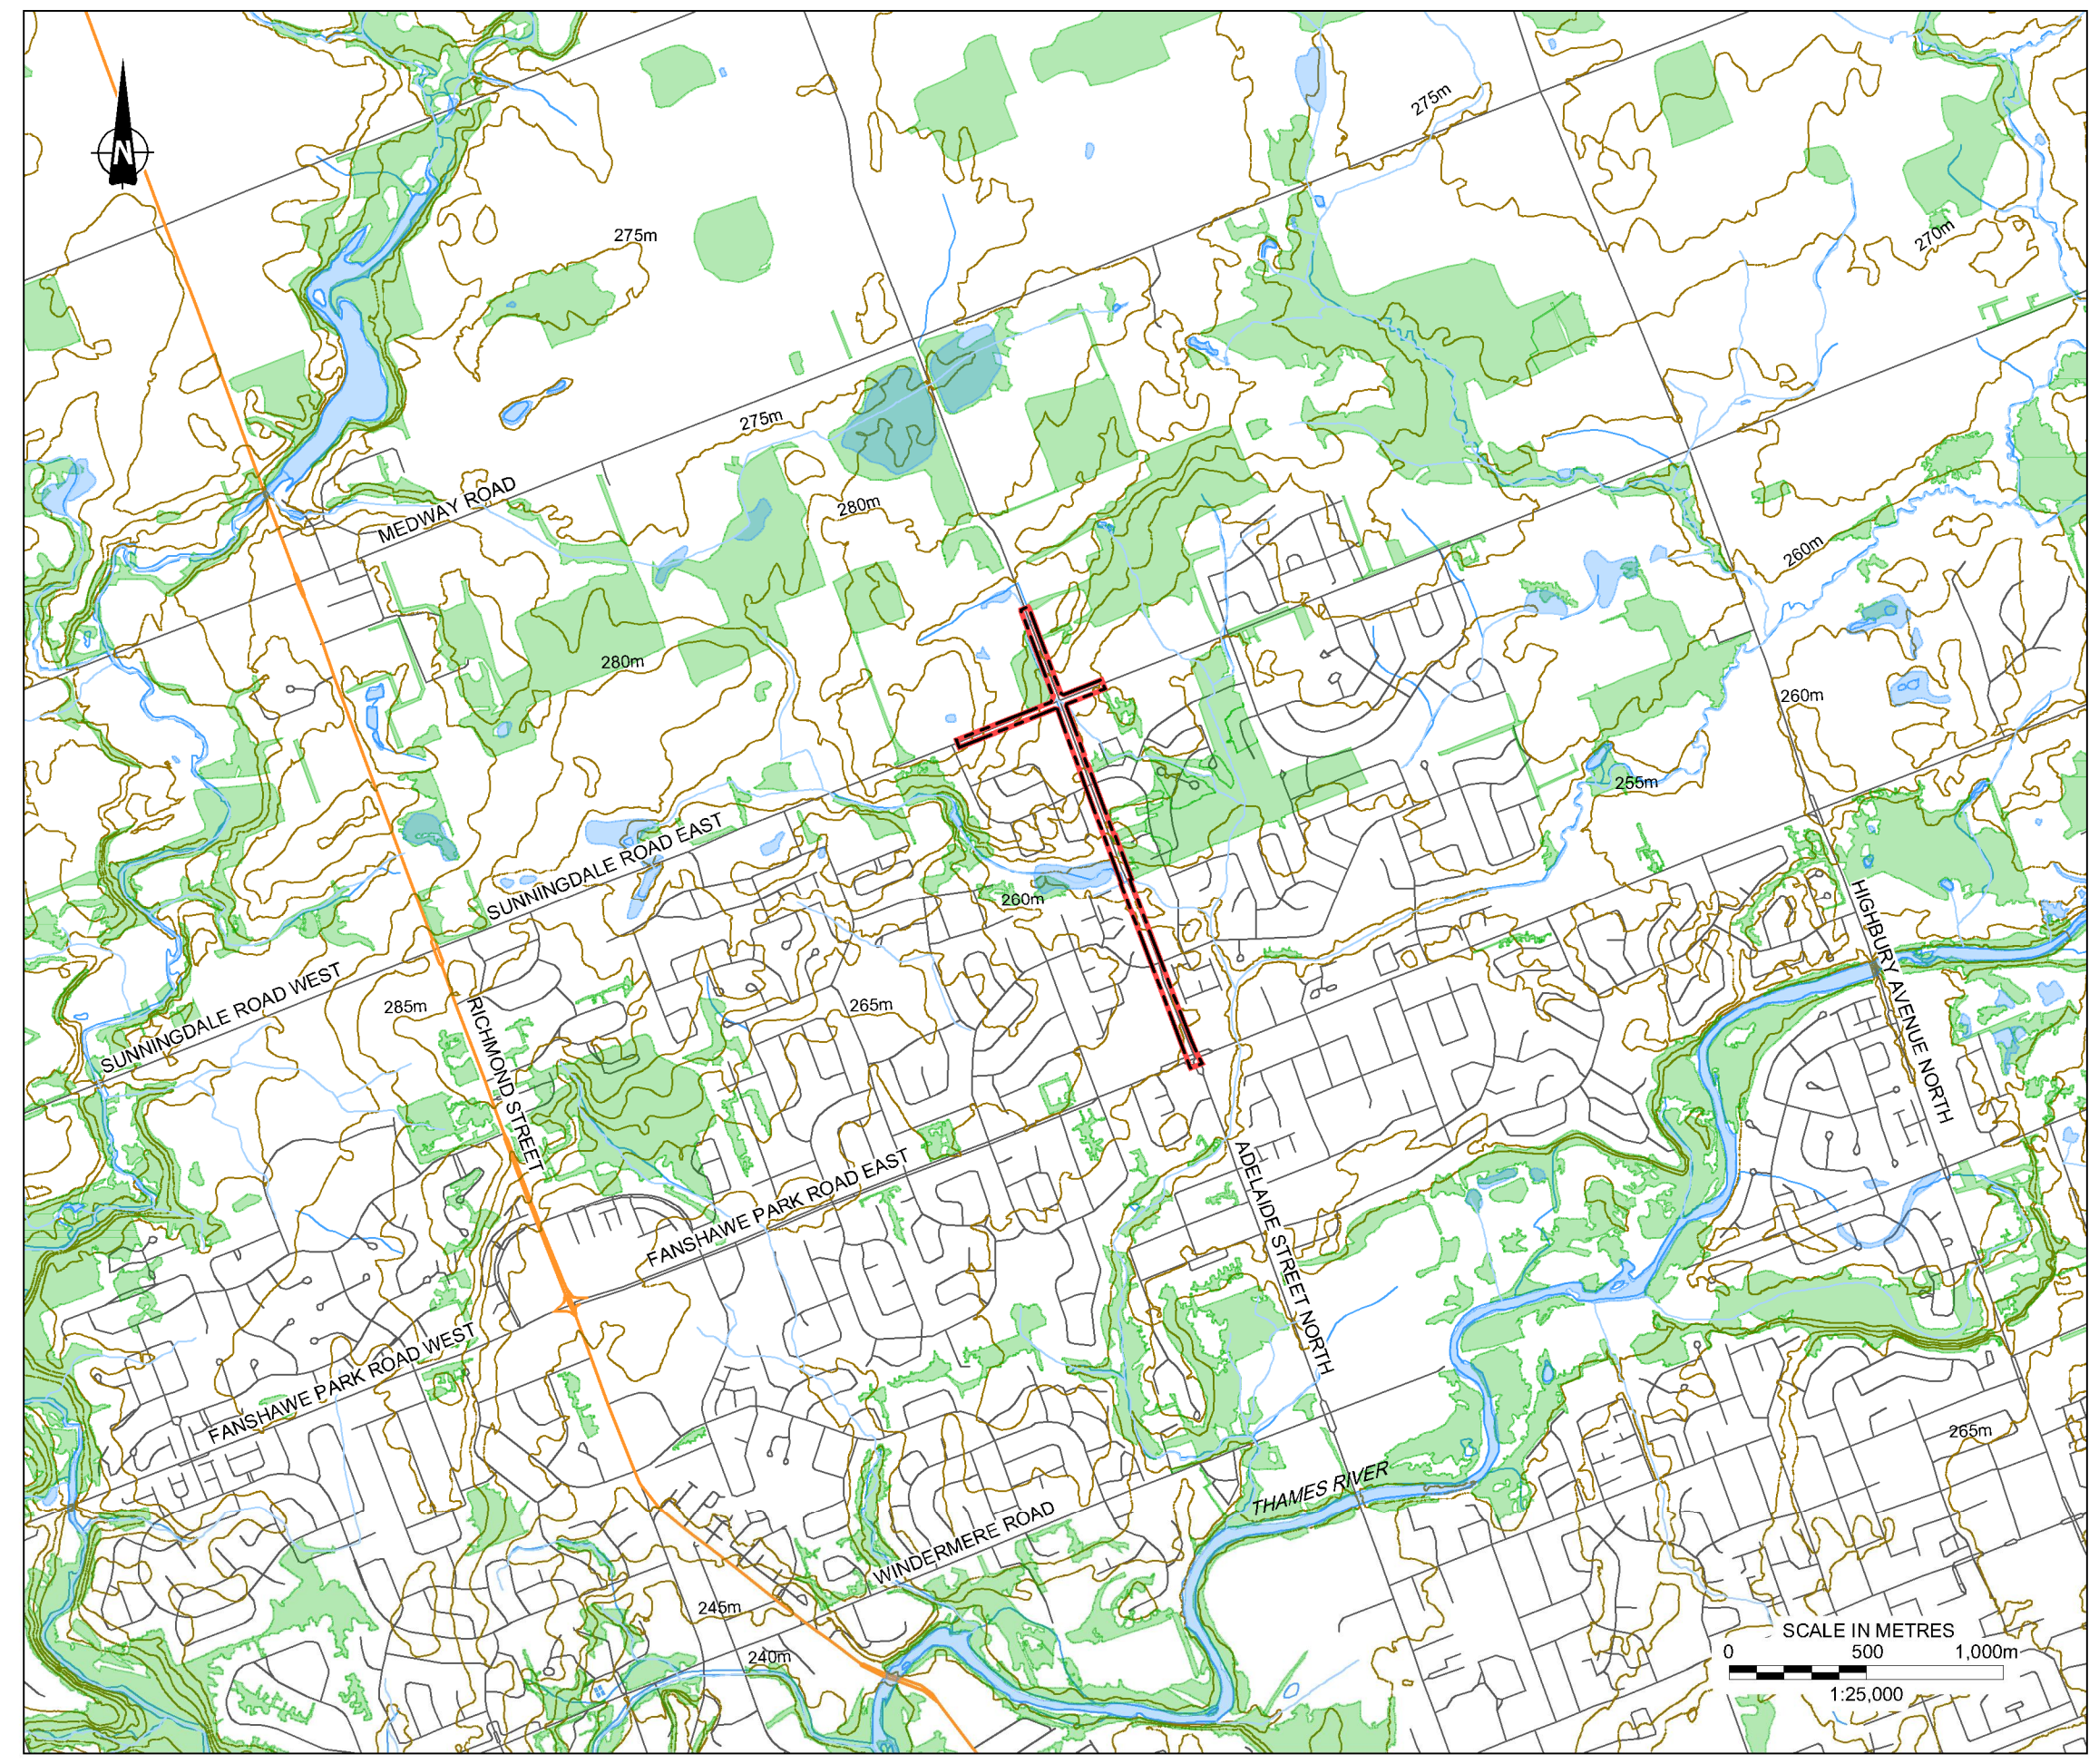 275m
N
275m
270m
275m
MEDWAY ROAD
280m
260m
280m
260m
255m
SUNNINGDALE ROAD EAST
260m
HIGHBURY AVENUE NORTH
SUNNINGDALE ROAD WEST
285m
265m
RICHMOND STREET
FANSHAWE PARK ROAD EAST
ADELAIDE STREET NORTH
FANSHAWE PARK ROAD WEST
265m
THAMES RIVER
WINDERMERE ROAD
245m
240m
SCALE IN METRES
0 500 1,000m
1:25,000